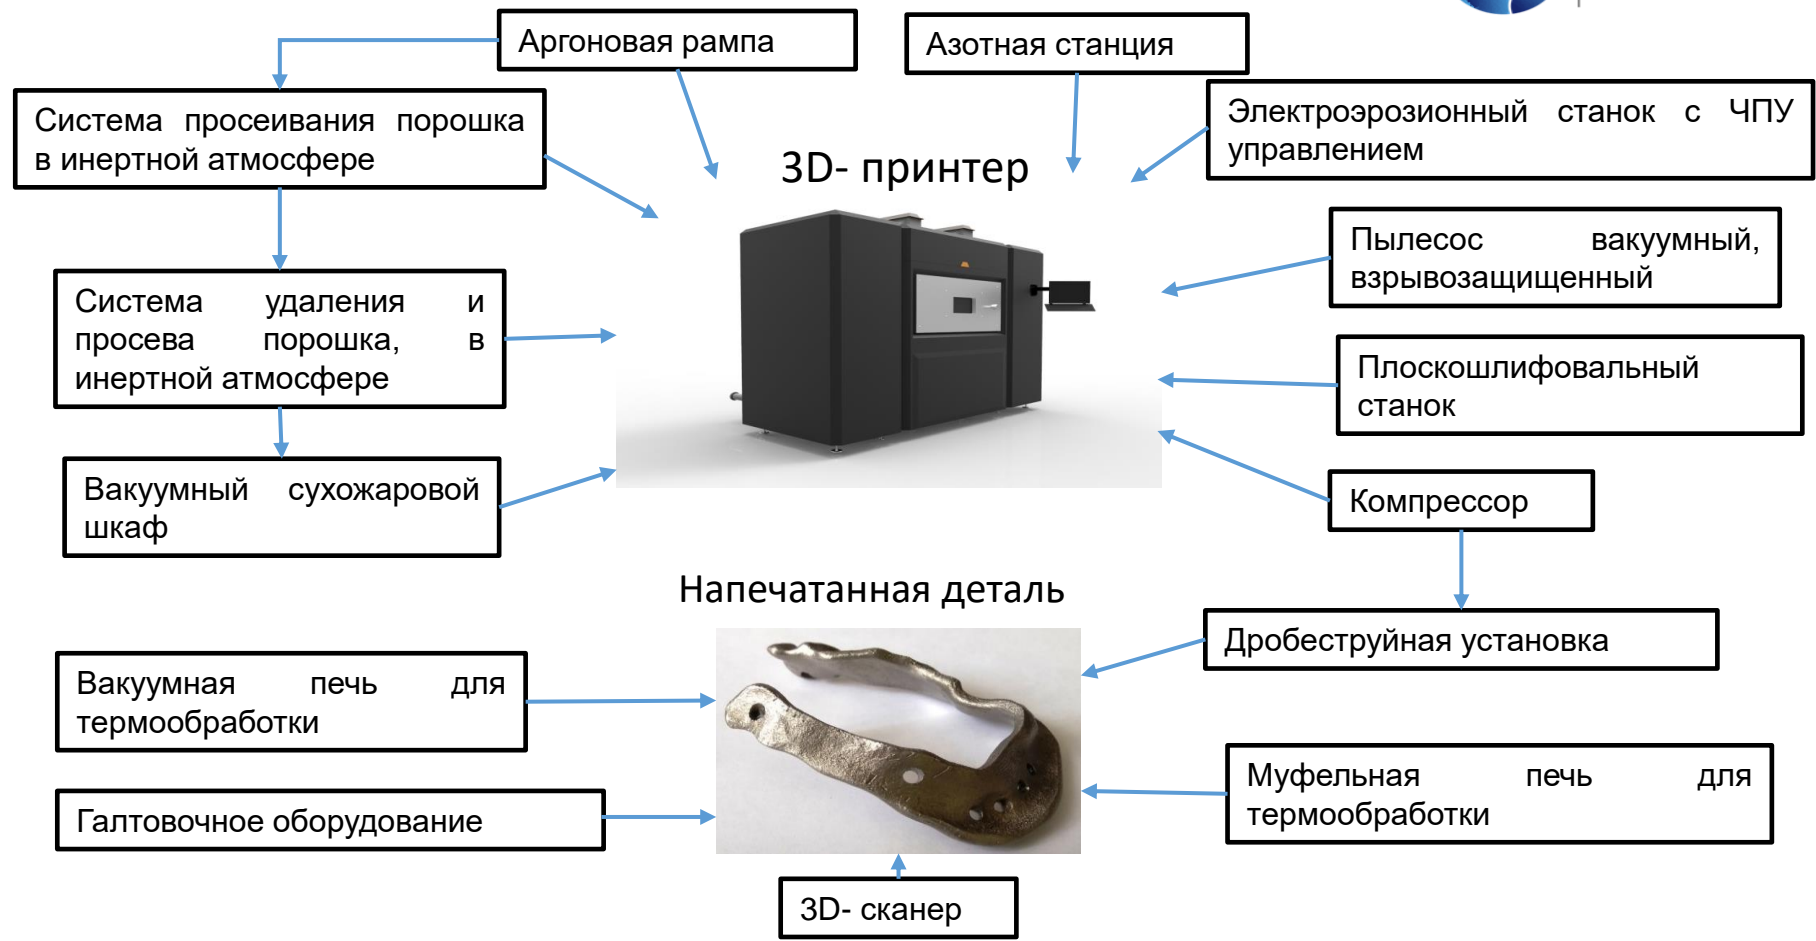 Аргоновая рампа
Азотная станция
Система просеивания порошка
в инертной атмосфере
Электроэрозионный станок с ЧПУ
управлением
3D- принтер
Пылесос вакуумный,
взрывозащищенный
Система удаления и
просева порошка, в
инертной атмосфере
Плоскошлифовальный
станок
Вакуумный сухожаровой
шкаф
Компрессор
Напечатанная деталь
Дробеструйная установка
Вакуумная печь для
термообработки
Муфельная печь для
термообработки
Галтовочное оборудование
3D- сканер